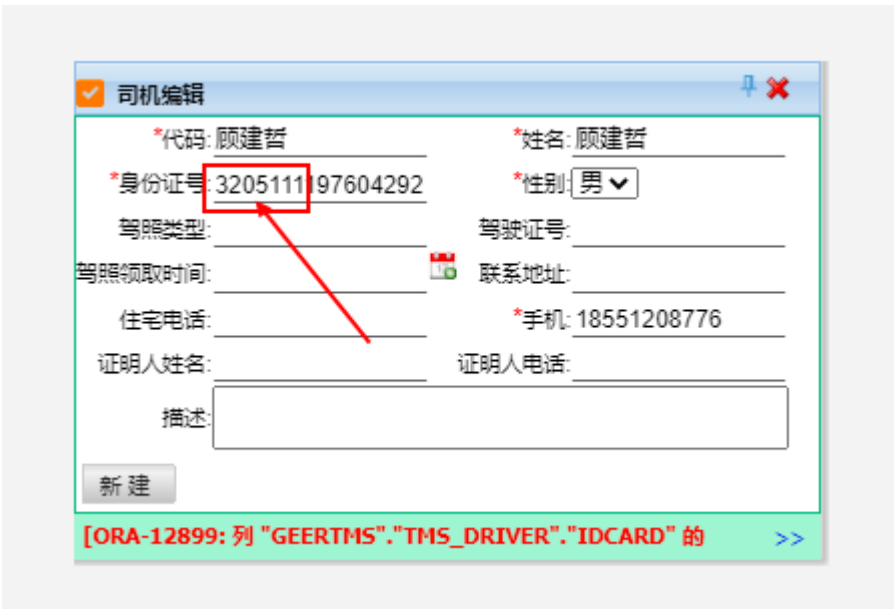 司机编辑
*代码: 顾建哲 *姓名: 顾建哲
*身份证号: 3205111197604292 *性别: 男
驾照类型: 驾驶证号:
驾照领取时间: 联系地址:
住宅电话: *手机: 18551208776
证明人姓名: 证明人电话:
描述:
新 建
[ORA-12899: 列 "GEERTMS"."TMS_DRIVER"."IDCARD" 的 >>